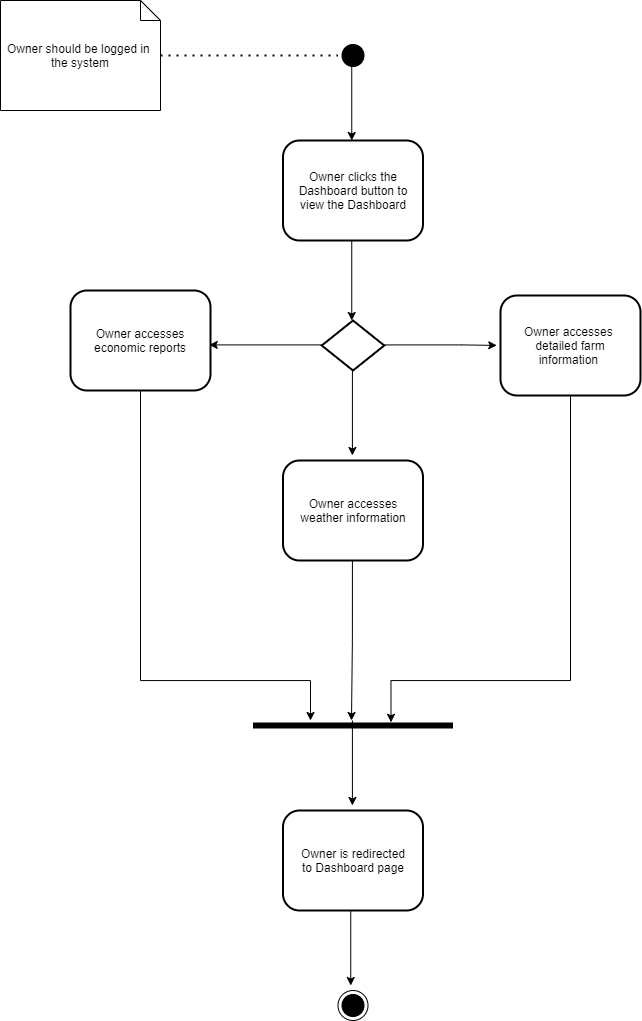 Owner should be logged in
the system
Owner clicks the
Dashboard button to
view the Dashboard
Owner accesses
economic reports
Owner accesses
detailed farm
information
Owner accesses
weather information
Owner is redirected
to Dashboard page